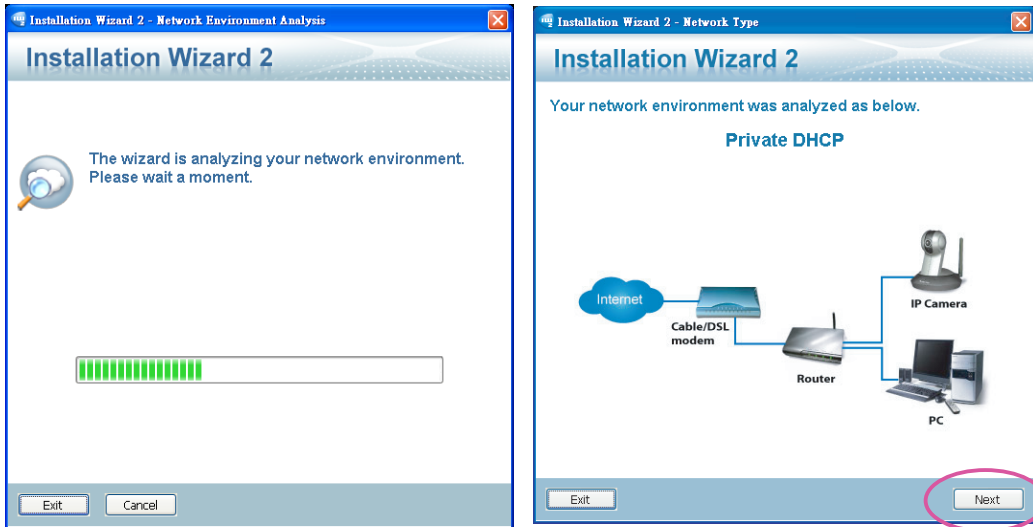 Installation Wizard 2 - Network Environment Analysis
Installation Wizard 2
The wizard is analyzing your network environment.
Please wait a moment.
Exit
Cancel
Installation Wizard 2 - Network Type
Installation Wizard 2
Your network environment was analyzed as below.
Private DHCP
Internet
Cable/DSL
modem
Router
IP Camera
PC
Exit
Next